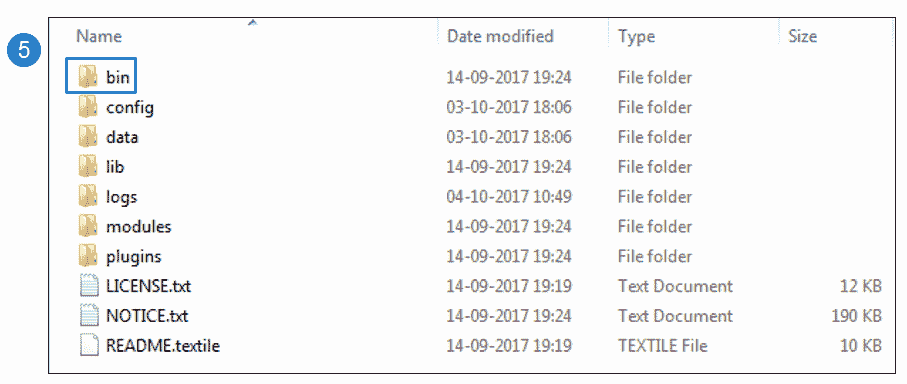 5
Name Date modified Type Size
bin 14-09-2017 19:24 File folder
config 03-10-2017 18:06 File folder
data 03-10-2017 18:06 File folder
lib 14-09-2017 19:24 File folder
logs 04-10-2017 10:49 File folder
modules 14-09-2017 19:24 File folder
plugins 14-09-2017 19:24 File folder
LICENSE.txt 14-09-2017 19:19 Text Document 12 KB
NOTICE.txt 14-09-2017 19:24 Text Document 190 KB
README.textile 14-09-2017 19:19 TEXTILE File 10 KB